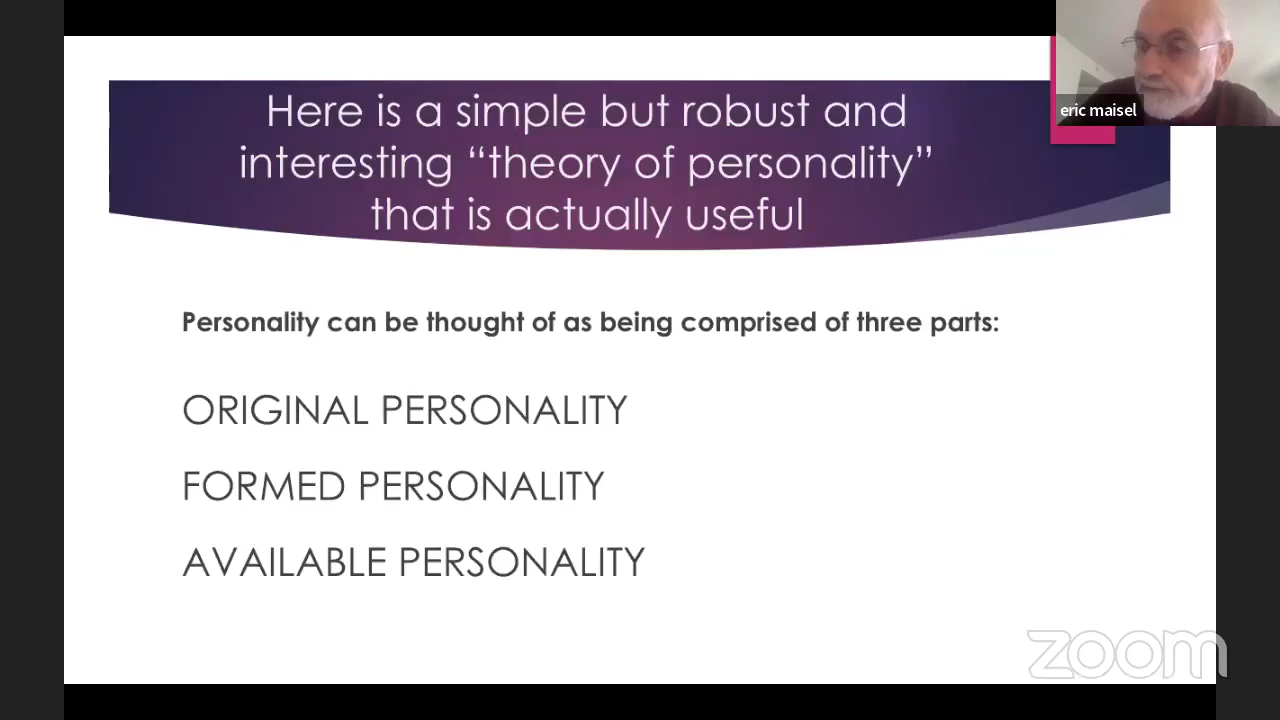 Here is a simple but robust and
interesting “theory of personality”
that is actually useful
eric maisel
Personality can be thought of as being comprised of three parts:
ORIGINAL PERSONALITY
FORMED PERSONALITY
AVAILABLE PERSONALITY
zoom